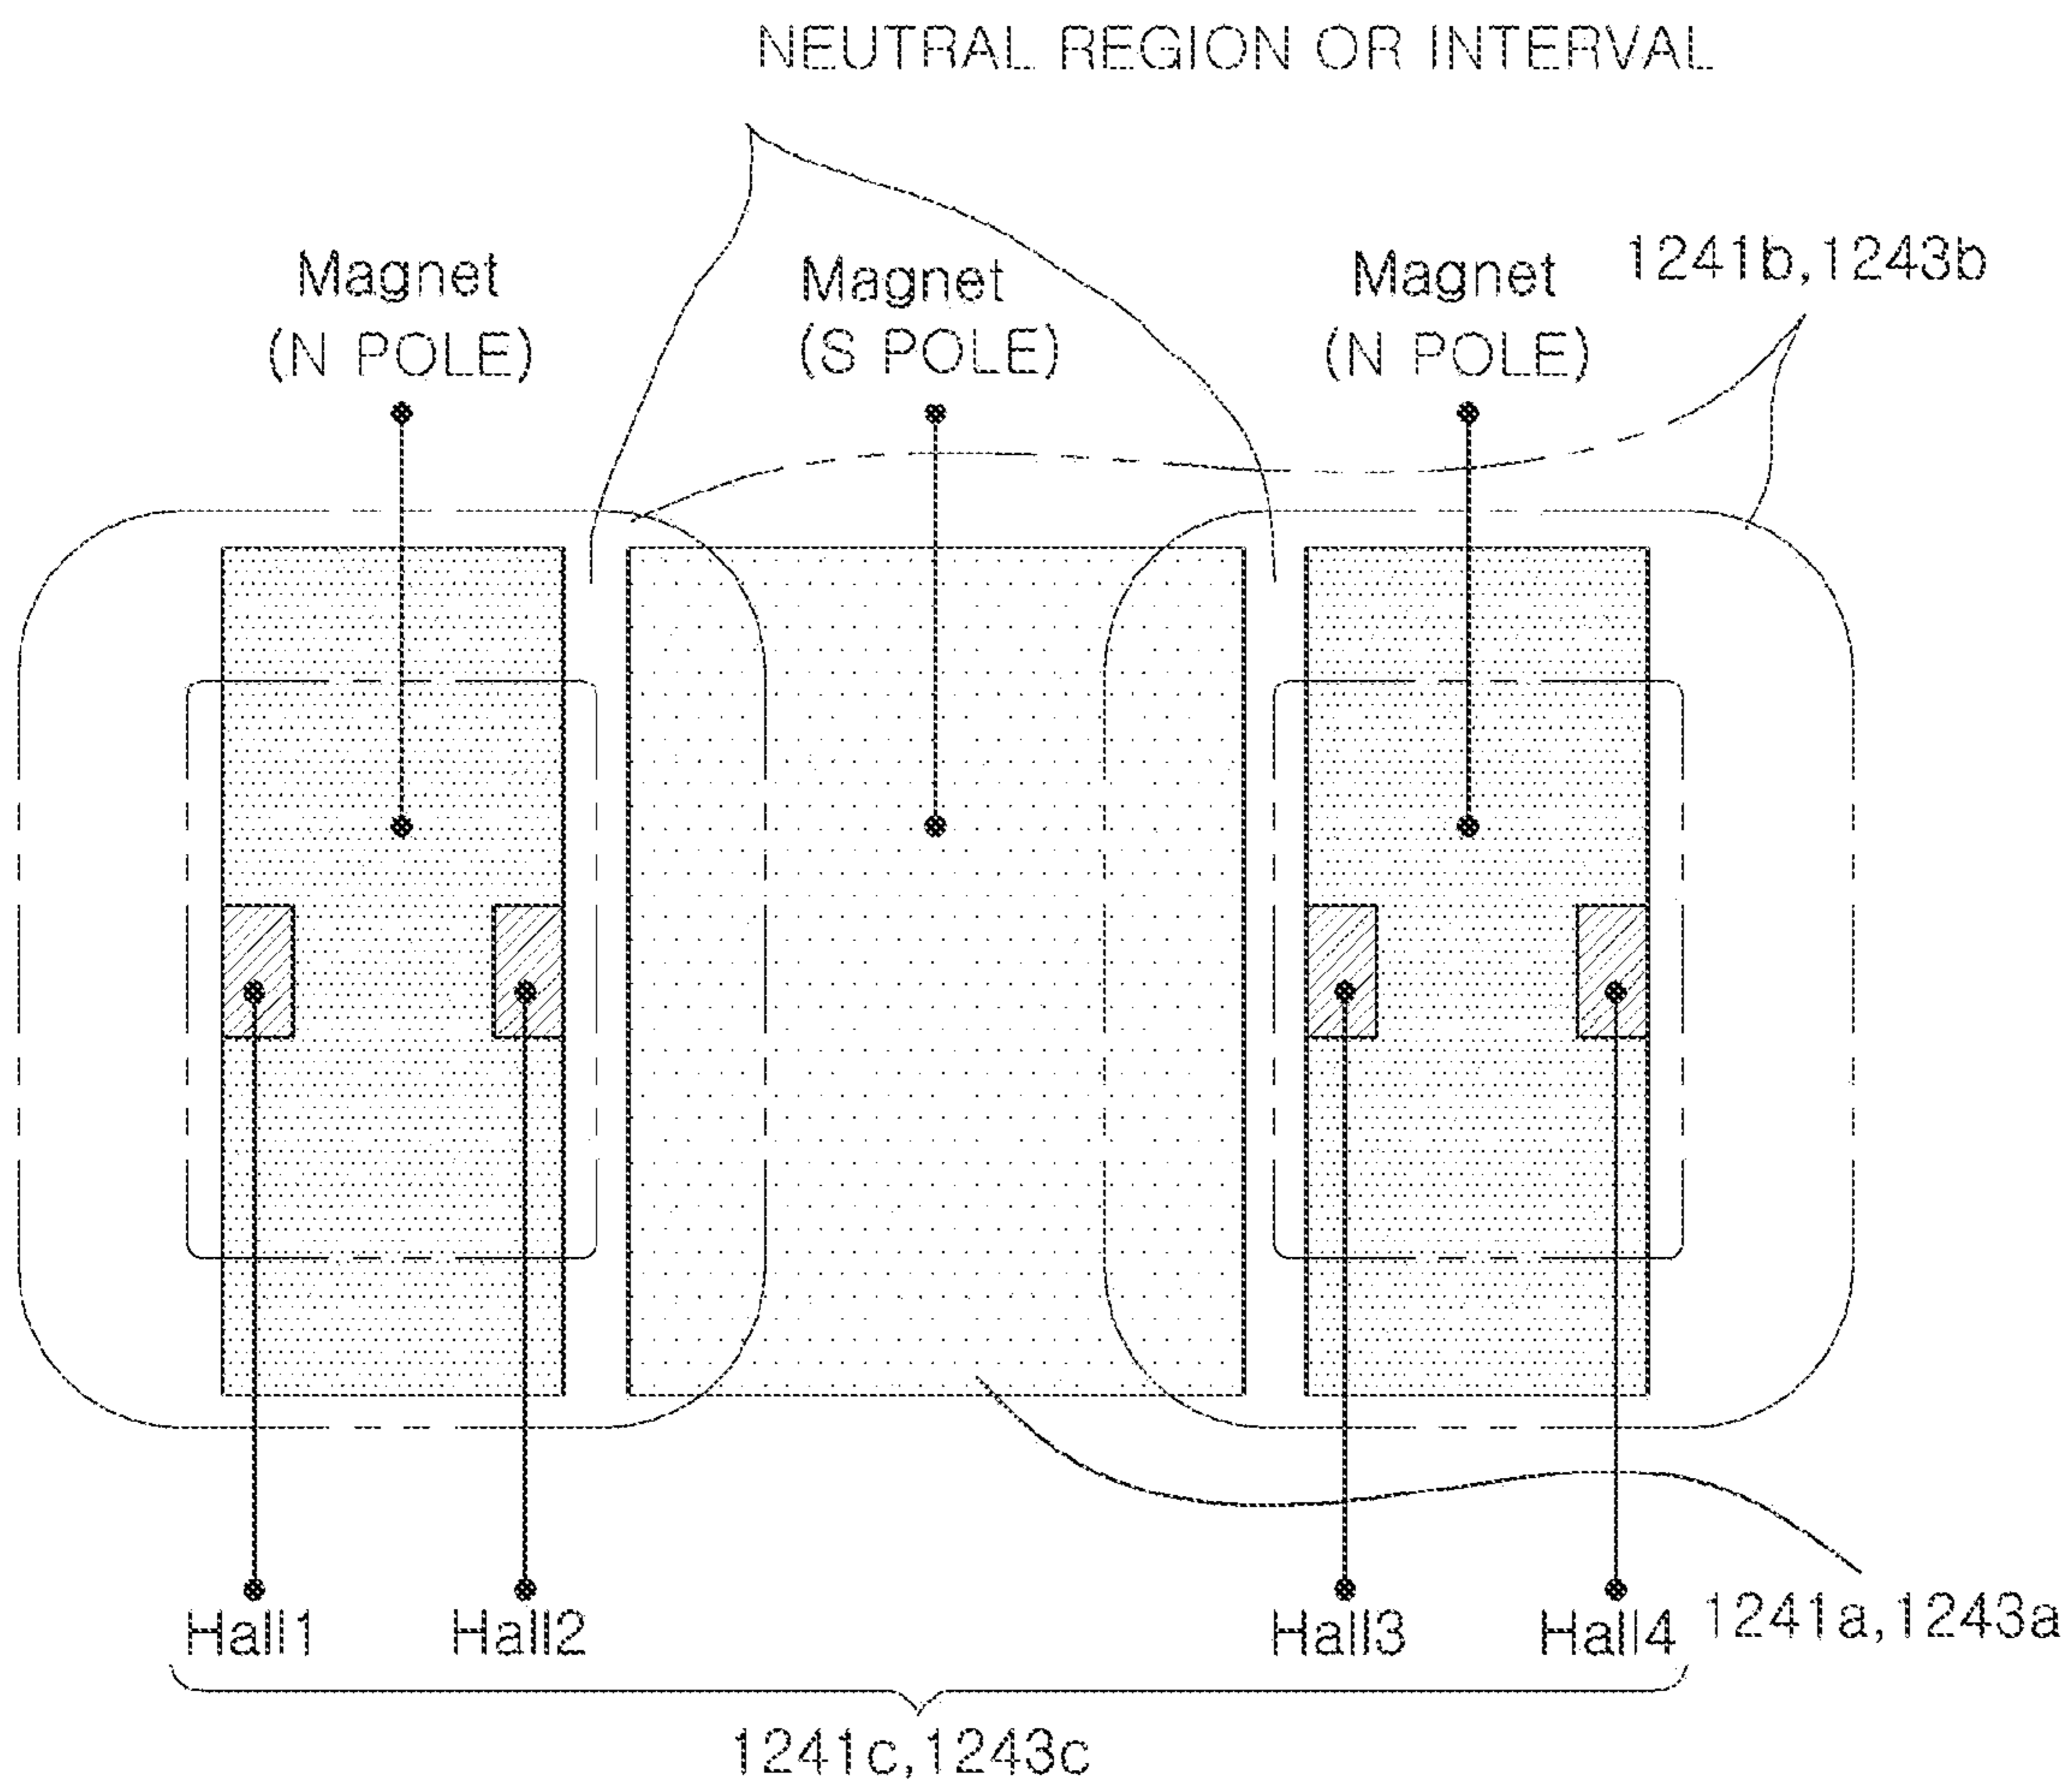 NEUTRAL REGION OR INTERVAL
1241b,1243b
Magnet
(N POLE)
Magnet
(S POLE)
Magnet
(N POLE)
Hall1
Hall2
Hall3
Hall4
1241a,1243a
1241c,1243c